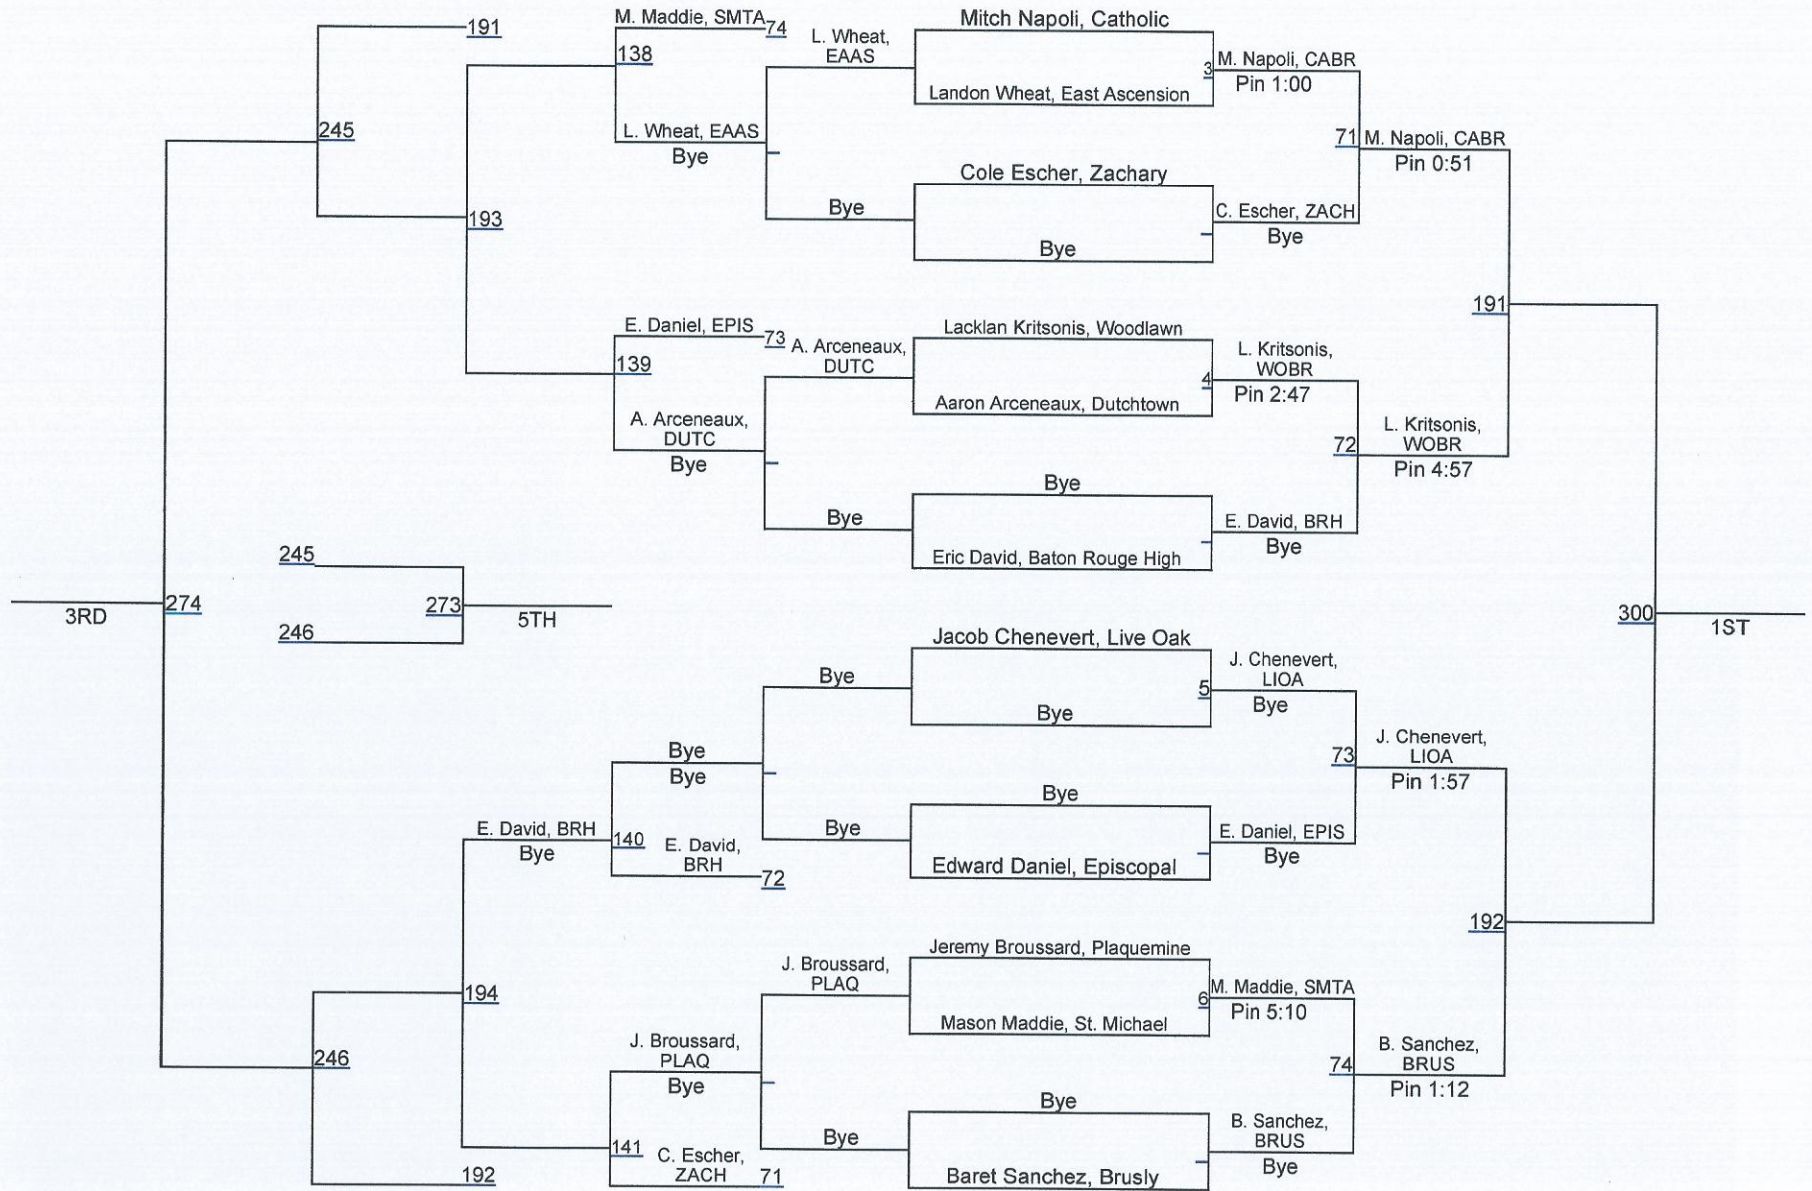 191
M. Maddie, SMTA
74
138
L. Wheat,
EAAS
Mitch Napoli, Catholic
3
M. Napoli, CABR
Pin 1:00
Landon Wheat, East Ascension
245
L. Wheat, EAAS
Bye
71
M. Napoli, CABR
Pin 0:51
Cole Escher, Zachary
193
Bye
C. Escher, ZACH
Bye
Bye
191
E. Daniel, EPIS
73
139
A. Arceneaux,
DUTC
Lacklan Kritsonis, Woodlawn
4
L. Kritsonis,
WOBR
Pin 2:47
Aaron Arceneaux, Dutchtown
A. Arceneaux,
DUTC
Bye
72
L. Kritsonis,
WOBR
Pin 4:57
Bye
Bye
E. David, BRH
Bye
Eric David, Baton Rouge High
245
3RD
274
273
5TH
246
300
1ST
Jacob Chenevert, Live Oak
Bye
5
J. Chenevert,
LIOA
Bye
Bye
Bye
Bye
73
J. Chenevert,
LIOA
Pin 1:57
Bye
E. David, BRH
Bye
140
E. David,
BRH
72
Bye
E. Daniel, EPIS
Bye
Edward Daniel, Episcopal
192
Jeremy Broussard, Plaquemine
J. Broussard,
PLAQ
194
6
M. Maddie, SMTA
Pin 5:10
Mason Maddie, St. Michael
246
J. Broussard,
PLAQ
Bye
74
B. Sanchez,
BRUS
Pin 1:12
Bye
Bye
B. Sanchez,
BRUS
Bye
141
C. Escher,
ZACH
71
192
Baret Sanchez, Brusly